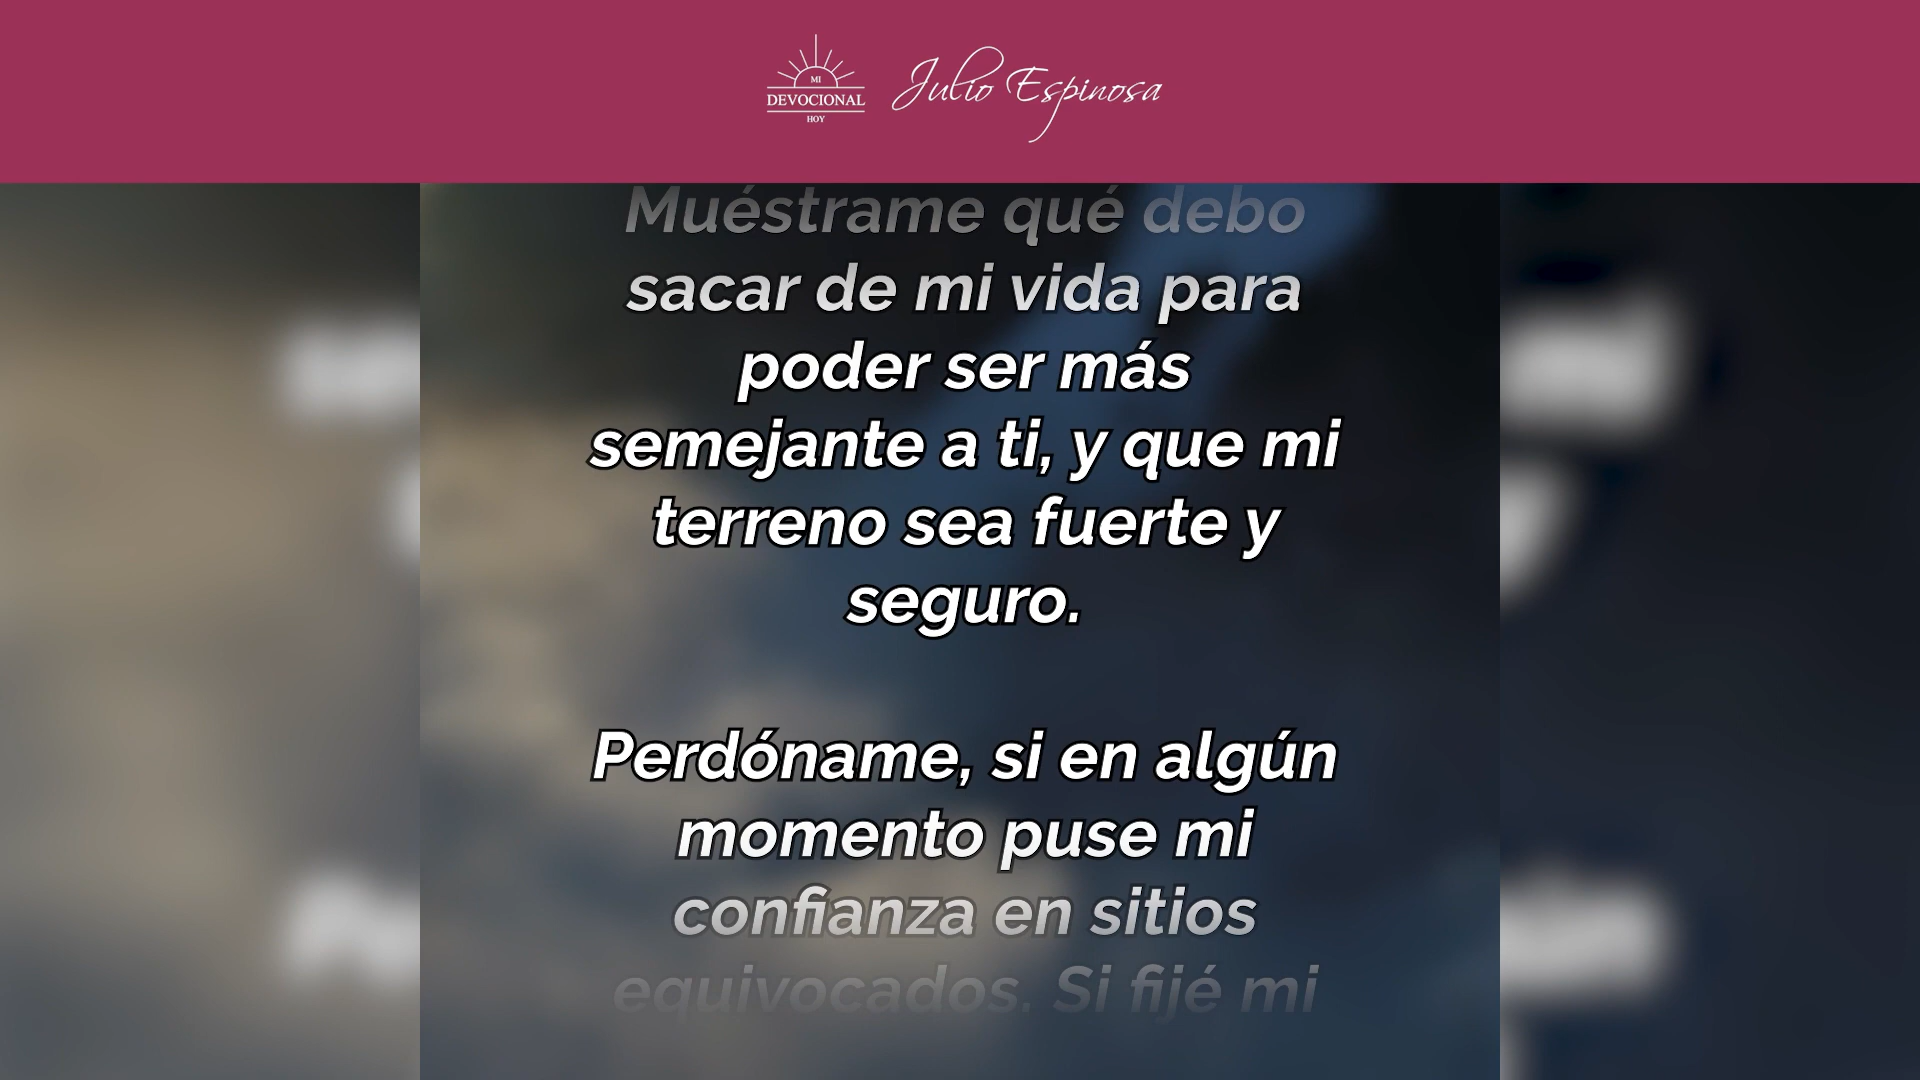 MI
DEVOCIONAL
HOY
Julio Espinosa
Muéstrame qué debo
sacar de mi vida para
poder ser más
semejante a ti, y que mi
terreno sea fuerte y
seguro.
Perdóname, si en algún
momento puse mi
confianza en sitios
equivocados. Si fijé mi